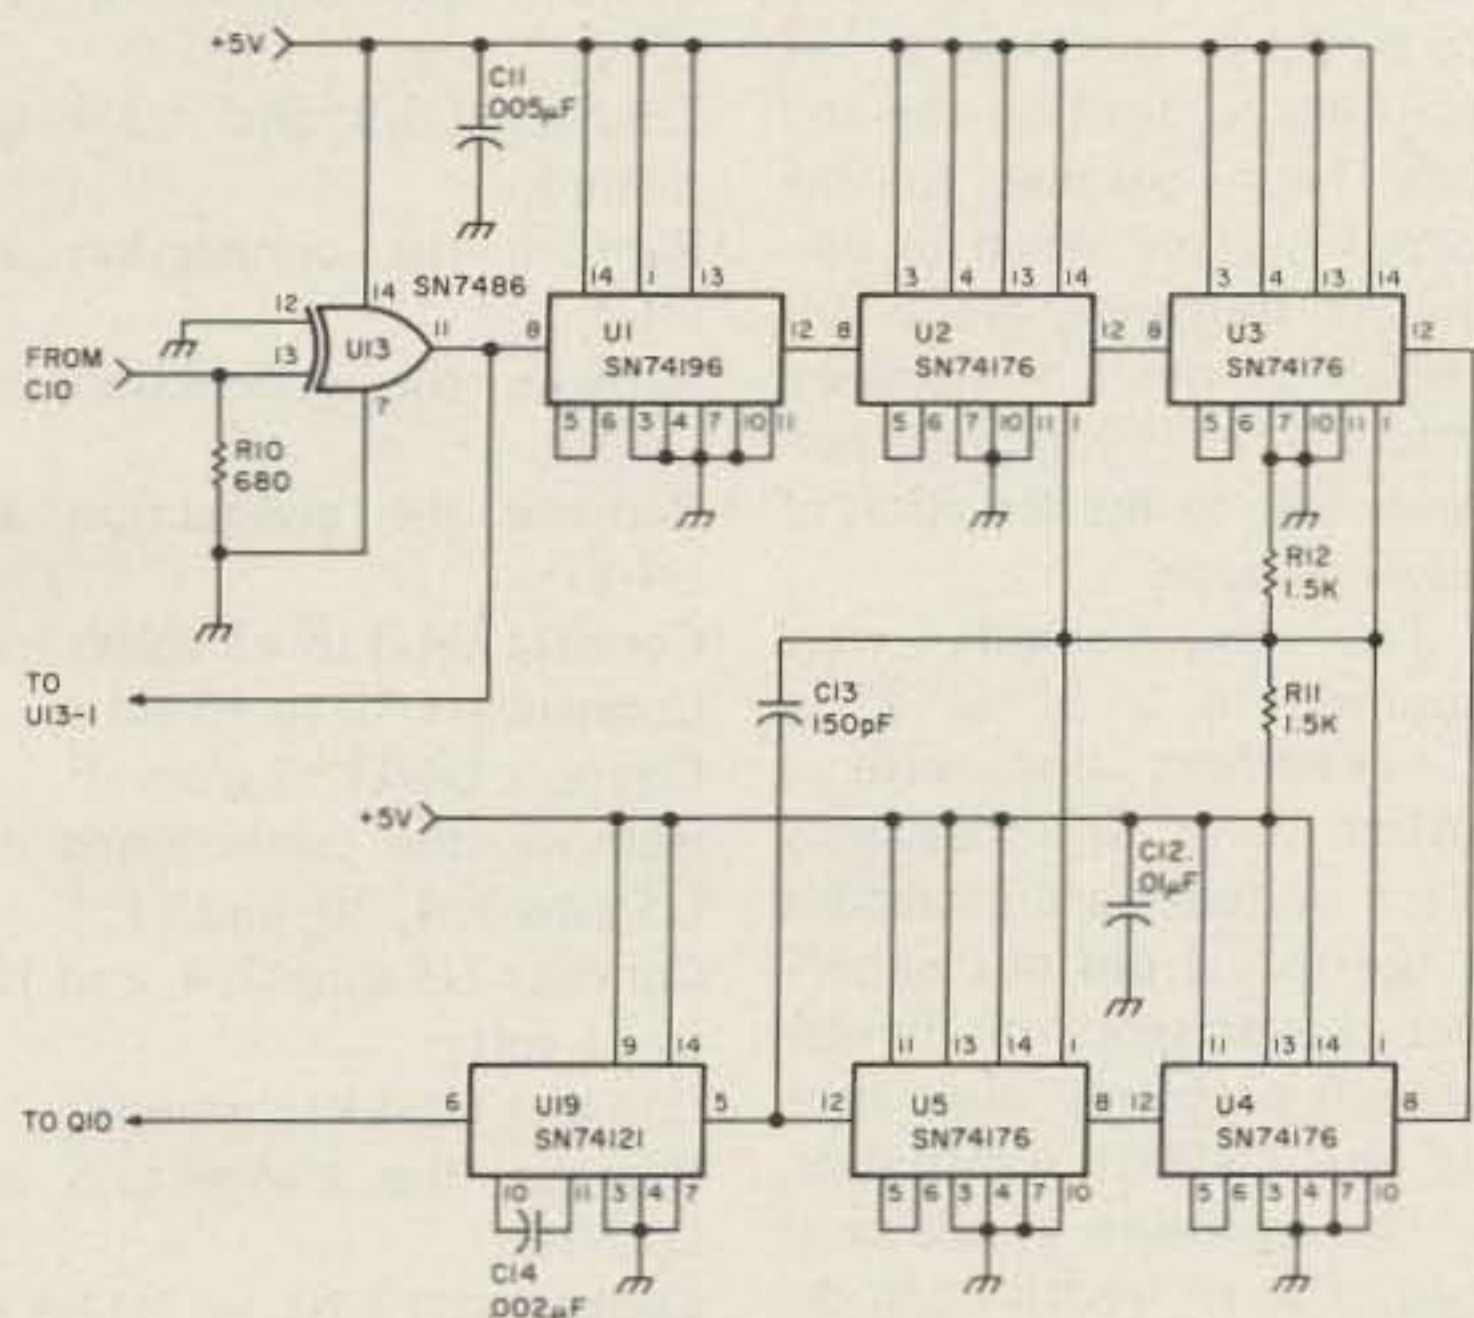 +5V
C11
.005µF
14 1 13
3 4 13 14
3 4 13 14
SN7486
12
14
13
U13
11
7
FROM
C10
8
U1
SN74196
12
8
U2
SN74176
12
8
U3
SN74176
12
5 6 3 4 7 10 11
5 6 7 10 11 1
5 6 7 10 11 1
R10
680
R12
1.5K
TO
U13-1
C13
150pF
R11
1.5K
+5V
C12
.01µF
9 14
11 13 14 1
11 13 14 1
TO Q10
6
U19
SN74121
5
12
U5
SN74176
8
12
U4
SN74176
8
10 11 3 4 7
5 6 3 4 7 10
5 6 3 4 7 10
C14
.002µF